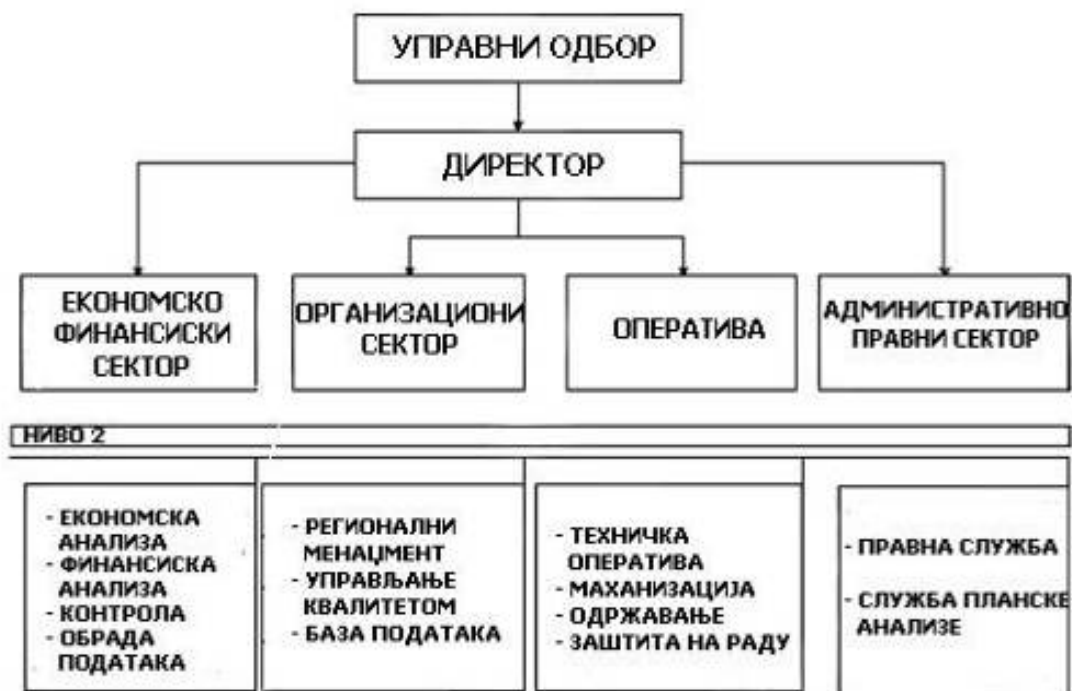 УПРАВНИ ОДБОР
ДИРЕКТОР
ЕКОНОМСКО
ФИНАНСИСКИ
СЕКТОР
ОРГАНИЗАЦИОНИ
СЕКТОР
ОПЕРАТИВА
АДМИНИСТРАТИВНО
ПРАВНИ СЕКТОР
НИВО 2
- ЕКОНОМСКА
АНАЛИЗА
- ФИНАНСИСКА
АНАЛИЗА
- КОНТРОЛА
- ОБРАДА
ПОДАТАКА
- РЕГИОНАЛНИ
МЕНАЏМЕНТ
- УПРАВЉАЊЕ
КВАЛИТЕТОМ
- БАЗА ПОДАТАКА
- ТЕХНИЧКА
ОПЕРАТИВА
- МАХАНИЗАЦИЈА
- ОДРЖАВАЊЕ
- ЗАШТИТА НА РАДУ
- ПРАВНА СЛУЖБА
- СЛУЖБА ПЛАНСКЕ
АНАЛИЗЕ